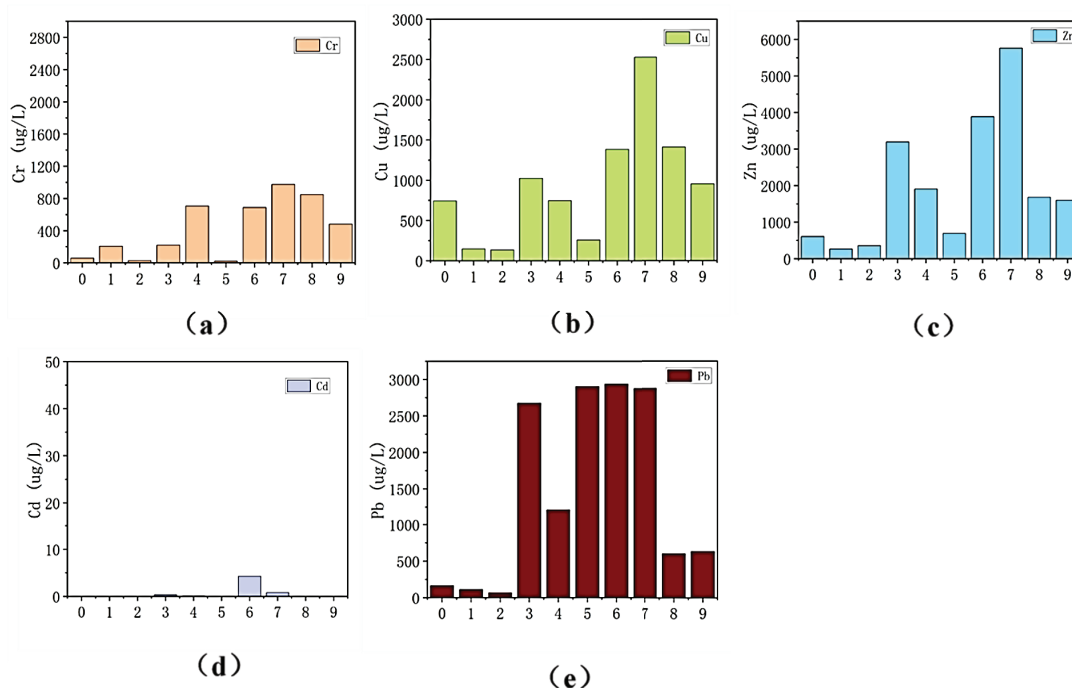 2800
2400
2000
1600
1200
800
400
0
Cr (ug/L)
Cr
0 1 2 3 4 5 6 7 8 9
(a)
3000
2500
2000
1500
1000
500
0
Cu (ug/L)
Cu
0 1 2 3 4 5 6 7 8 9
(b)
6000
5000
4000
3000
2000
1000
0
Zn (ug/L)
Zn
0 1 2 3 4 5 6 7 8 9
(c)
50
40
30
20
10
0
Cd (ug/L)
Cd
0 1 2 3 4 5 6 7 8 9
(d)
3000
2500
2000
1500
1000
500
0
Pb (ug/L)
Pb
0 1 2 3 4 5 6 7 8 9
(e)